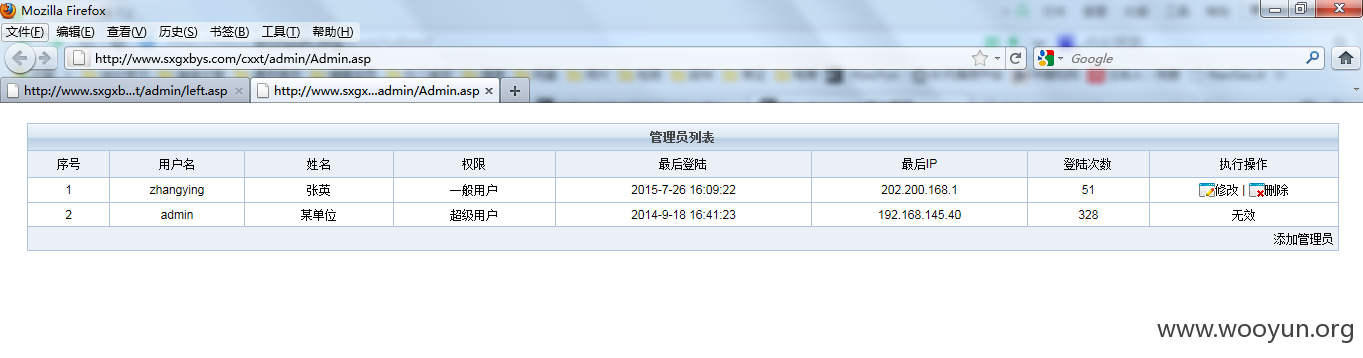 Mozilla Firefox
文件(F) 编辑(E) 查看(V) 历史(S) 书签(B) 工具(T) 帮助(H)
http://www.sxgxbys.com/cxxt/admin/Admin.asp
Google
http://www.sxgxb...t/admin/left.asp
http://www.sxgx...admin/Admin.asp
管理员列表
序号 用户名 姓名 权限 最后登陆 最后IP 登陆次数 执行操作
1 zhangying 张英 一般用户 2015-7-26 16:09:22 202.200.168.1 51 修改 | 删除
2 admin 某单位 超级用户 2014-9-18 16:41:23 192.168.145.40 328 无效
添加管理员
www.wooyun.org